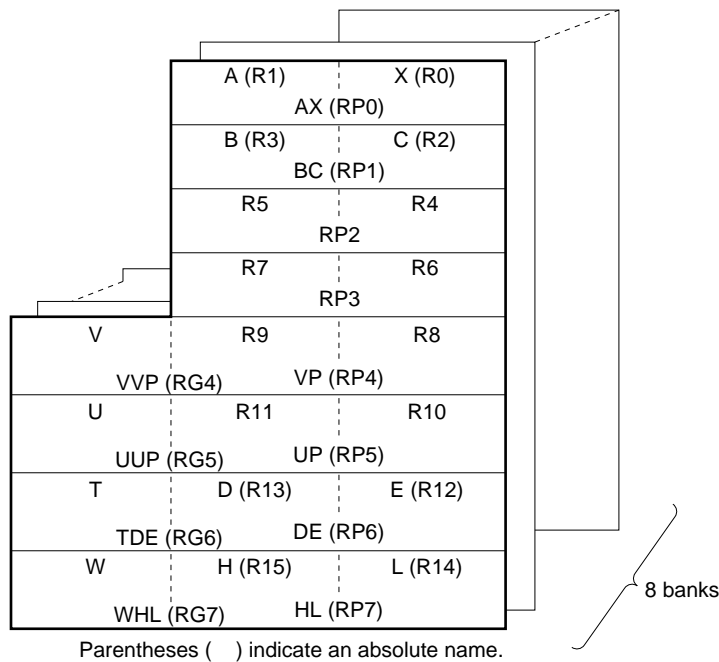 A (R1) X (R0)
AX (RP0)
B (R3) C (R2)
BC (RP1)
R5 R4
RP2
R7 R6
RP3
V R9 R8
VVP (RG4) VP (RP4)
U R11 R10
UUP (RG5) UP (RP5)
T D (R13) E (R12)
TDE (RG6) DE (RP6)
W H (R15) L (R14)
WHL (RG7) HL (RP7)
8 banks
Parentheses ( ) indicate an absolute name.